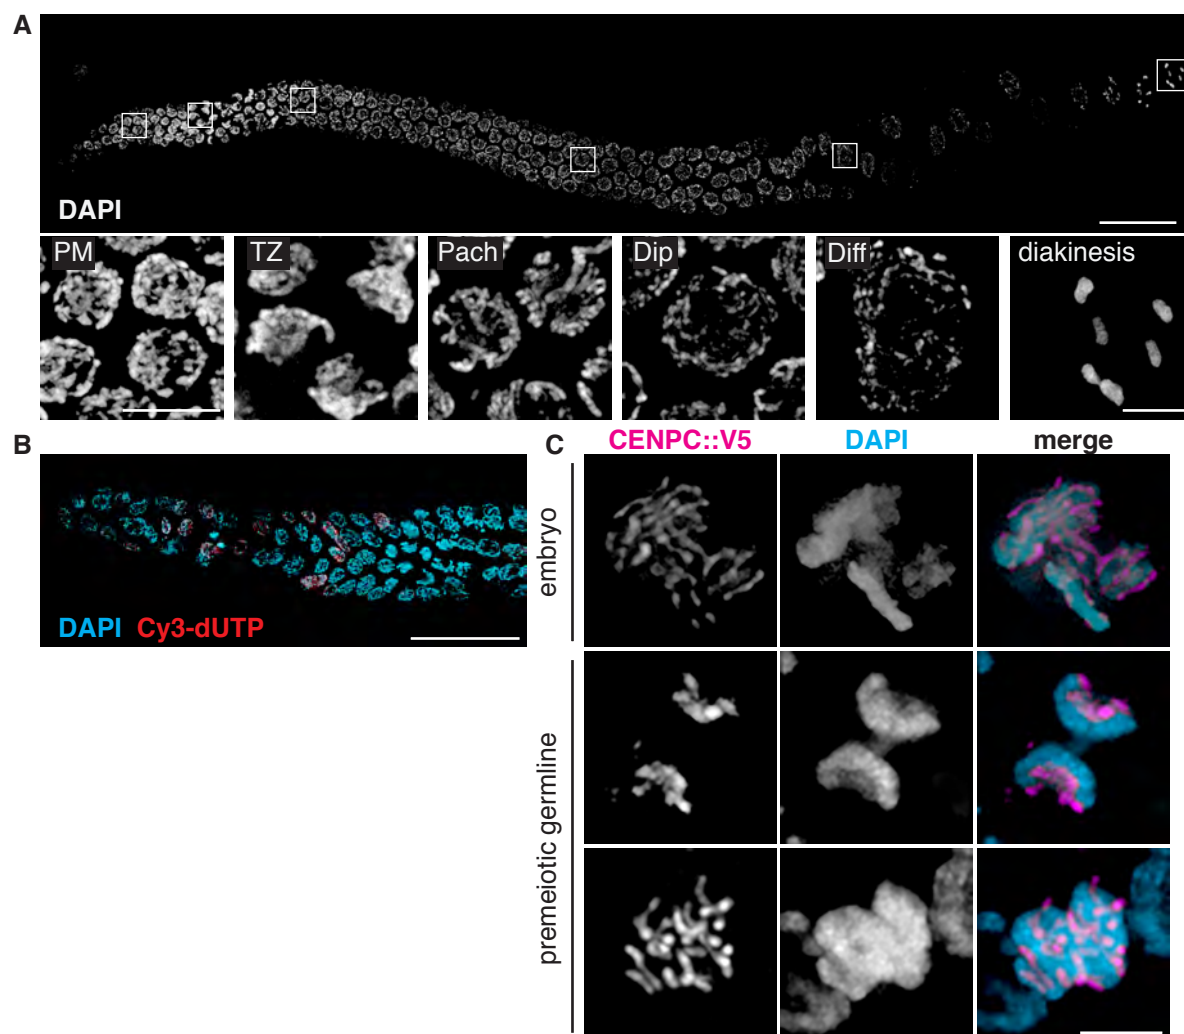 A
DAPI
PM
TZ
Pach
Dip
Diff
diakinesis
B
DAPI Cy3-dUTP
C
CENPC::V5
DAPI
merge
embryo
premeiotic germline